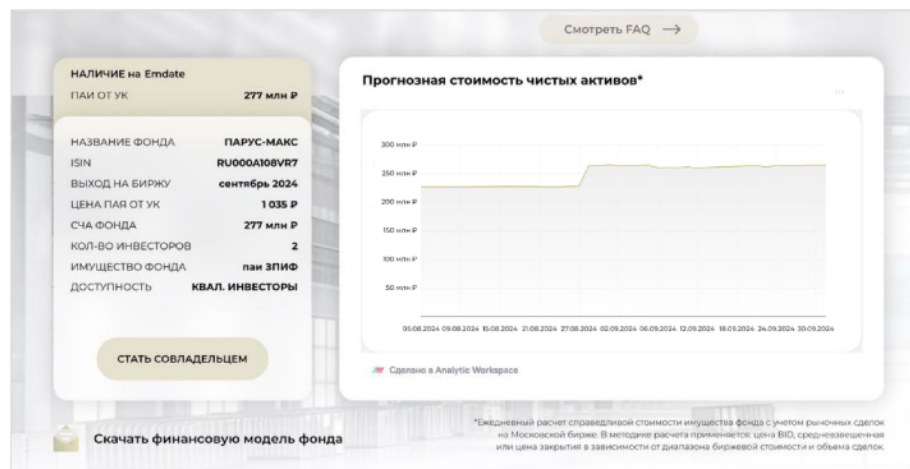 Смотреть FAQ
НАЛИЧИЕ на Emdate
ПАИ ОТ УК 277 млн ₽
НАЗВАНИЕ ФОНДА ПАРУС-МАКС
ISIN RU000A108VR7
ВЫХОД НА БИРЖУ сентябрь 2024
ЦЕНА ПАЯ ОТ УК 1 035 ₽
СЧА ФОНДА 277 млн ₽
КОЛ-ВО ИНВЕСТОРОВ 2
ИМУЩЕСТВО ФОНДА паи ЗПИФ
ДОСТУПНОСТЬ КВАЛ. ИНВЕСТОРЫ
СТАТЬ СОВЛАДЕЛЬЦЕМ
Скачать финансовую модель фонда
Прогнозная стоимость чистых активов*
300 млн ₽
250 млн ₽
200 млн ₽
150 млн ₽
100 млн ₽
50 млн ₽
05.08.2024 09.08.2024 15.08.2024 21.08.2024 27.08.2024 02.09.2024 06.09.2024 12.09.2024 18.09.2024 24.09.2024 30.09.2024
Сделано в Analytic Workspace
*Ежедневный расчет справедливой стоимости имущества фонда с учетом рыночных сделок
на Московской бирже. В методике расчета применяется: цена BID, средневзвешенная
или цена закрытия в зависимости от диапазона биржевой стоимости и объема сделок.